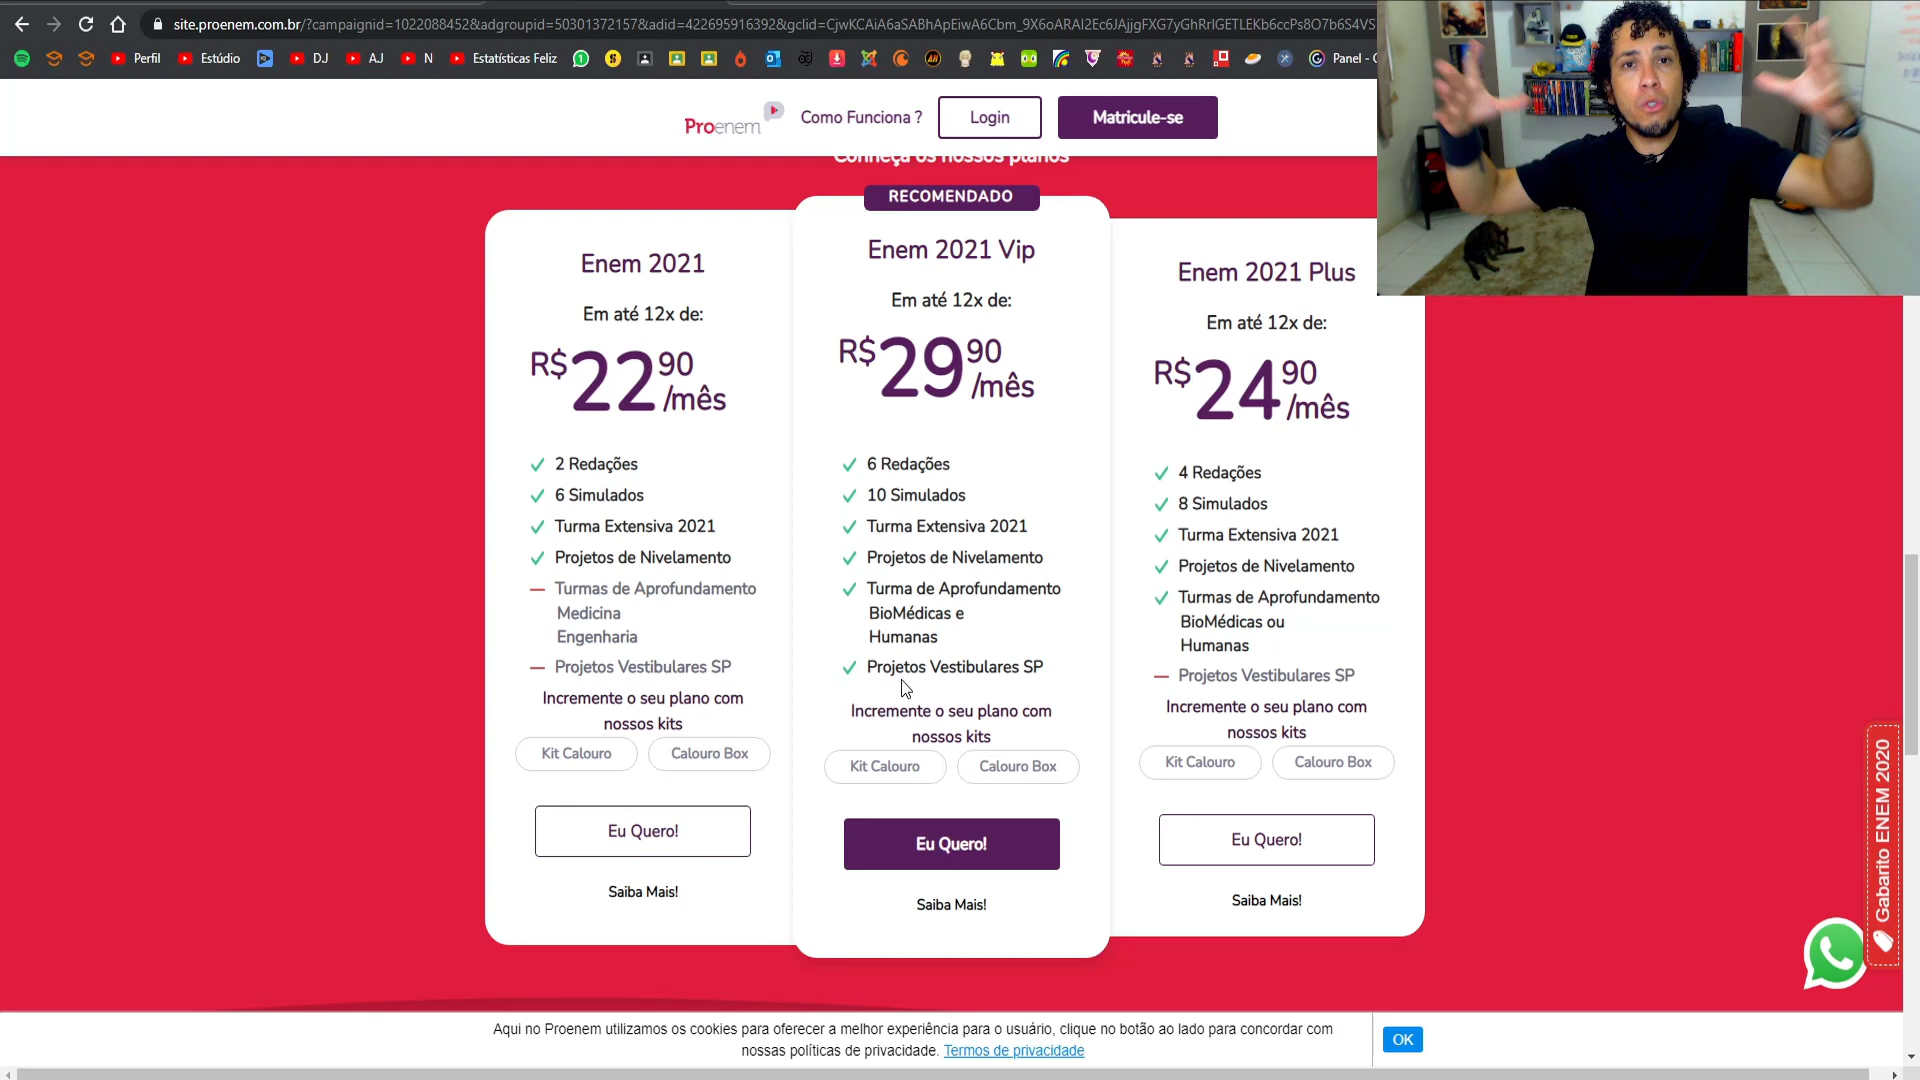 site.proenem.com.br/?campaignid=1022088452&adgroupid=50301372157&adid=422695916392&gclid=CjwKCAiA6aSABhApEiwA6Cbm_9X6oARAI2Ec6JAjjgFXG7yGhRrlGETLEKb6ccPs8O7b6S4VS
Perfil
Estúdio
DJ
AJ
N
Estatísticas Feliz
Panel - C
Proenem
Como Funciona ?
Login
Matricule-se
Conheça os nossos planos
RECOMENDADO
Enem 2021
Em até 12x de:
R$22 90 /mês
2 Redações
6 Simulados
Turma Extensiva 2021
Projetos de Nivelamento
Turmas de Aprofundamento
Medicina
Engenharia
Projetos Vestibulares SP
Incremente o seu plano com
nossos kits
Kit Calouro
Calouro Box
Eu Quero!
Saiba Mais!
Enem 2021 Vip
Em até 12x de:
R$29 90 /mês
6 Redações
10 Simulados
Turma Extensiva 2021
Projetos de Nivelamento
Turma de Aprofundamento
BioMédicas e
Humanas
Projetos Vestibulares SP
Incremente o seu plano com
nossos kits
Kit Calouro
Calouro Box
Eu Quero!
Saiba Mais!
Enem 2021 Plus
Em até 12x de:
R$24 90 /mês
4 Redações
8 Simulados
Turma Extensiva 2021
Projetos de Nivelamento
Turmas de Aprofundamento
BioMédicas ou
Humanas
Projetos Vestibulares SP
Incremente o seu plano com
nossos kits
Kit Calouro
Calouro Box
Eu Quero!
Saiba Mais!
Gabarito ENEM 2020
Aqui no Proenem utilizamos os cookies para oferecer a melhor experiência para o usuário, clique no botão ao lado para concordar com
nossas políticas de privacidade. Termos de privacidade
OK